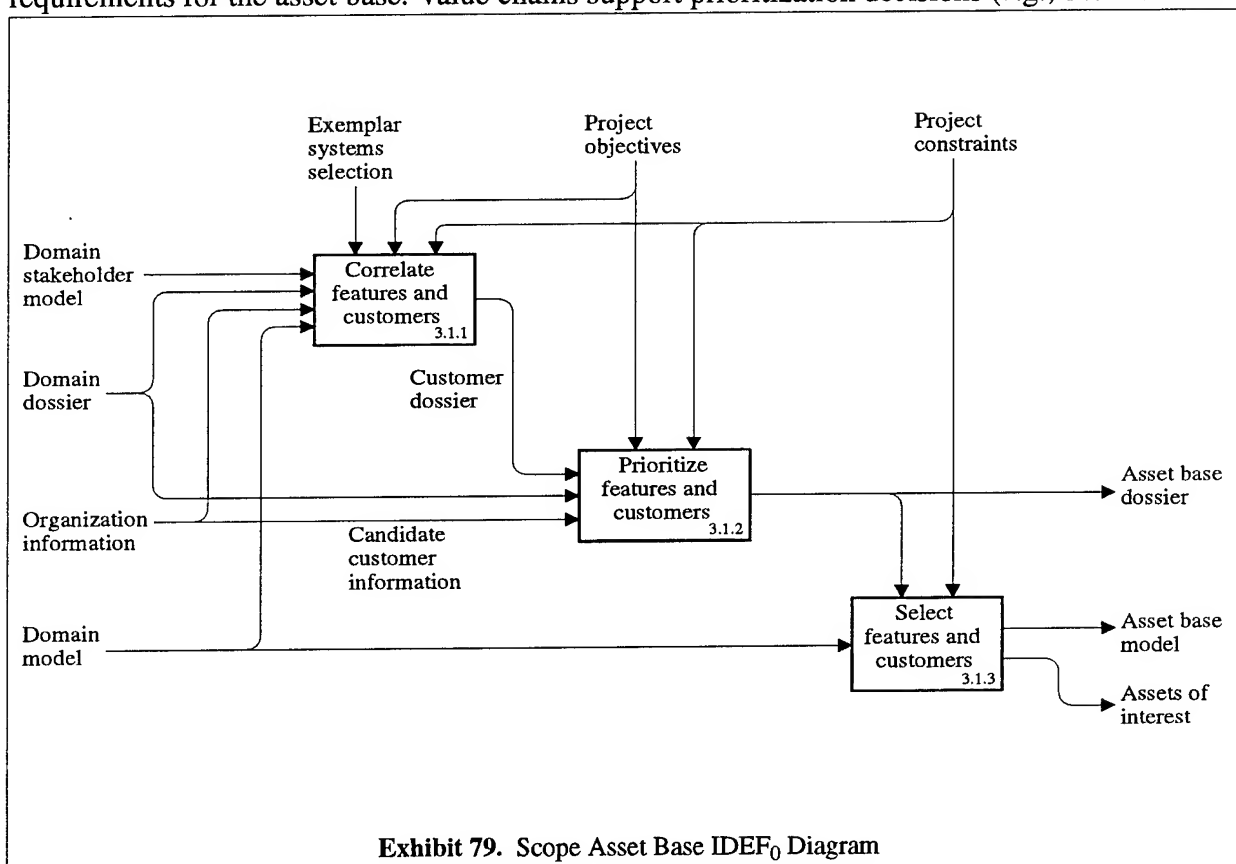 requirements for the asset base. Value chains support prioritization decisions
Exemplar
systems
selection
Project
objectives
Project
constraints
Domain
stakeholder
model
Correlate
features and
customers
3.1.1
Domain
dossier
Customer
dossier
Prioritize
features and
customers
3.1.2
Asset base
dossier
Organization
information
Candidate
customer
information
Select
features and
customers
3.1.3
Asset base
model
Domain
model
Assets of
interest
Exhibit 79. Scope Asset Base IDEF0 Diagram